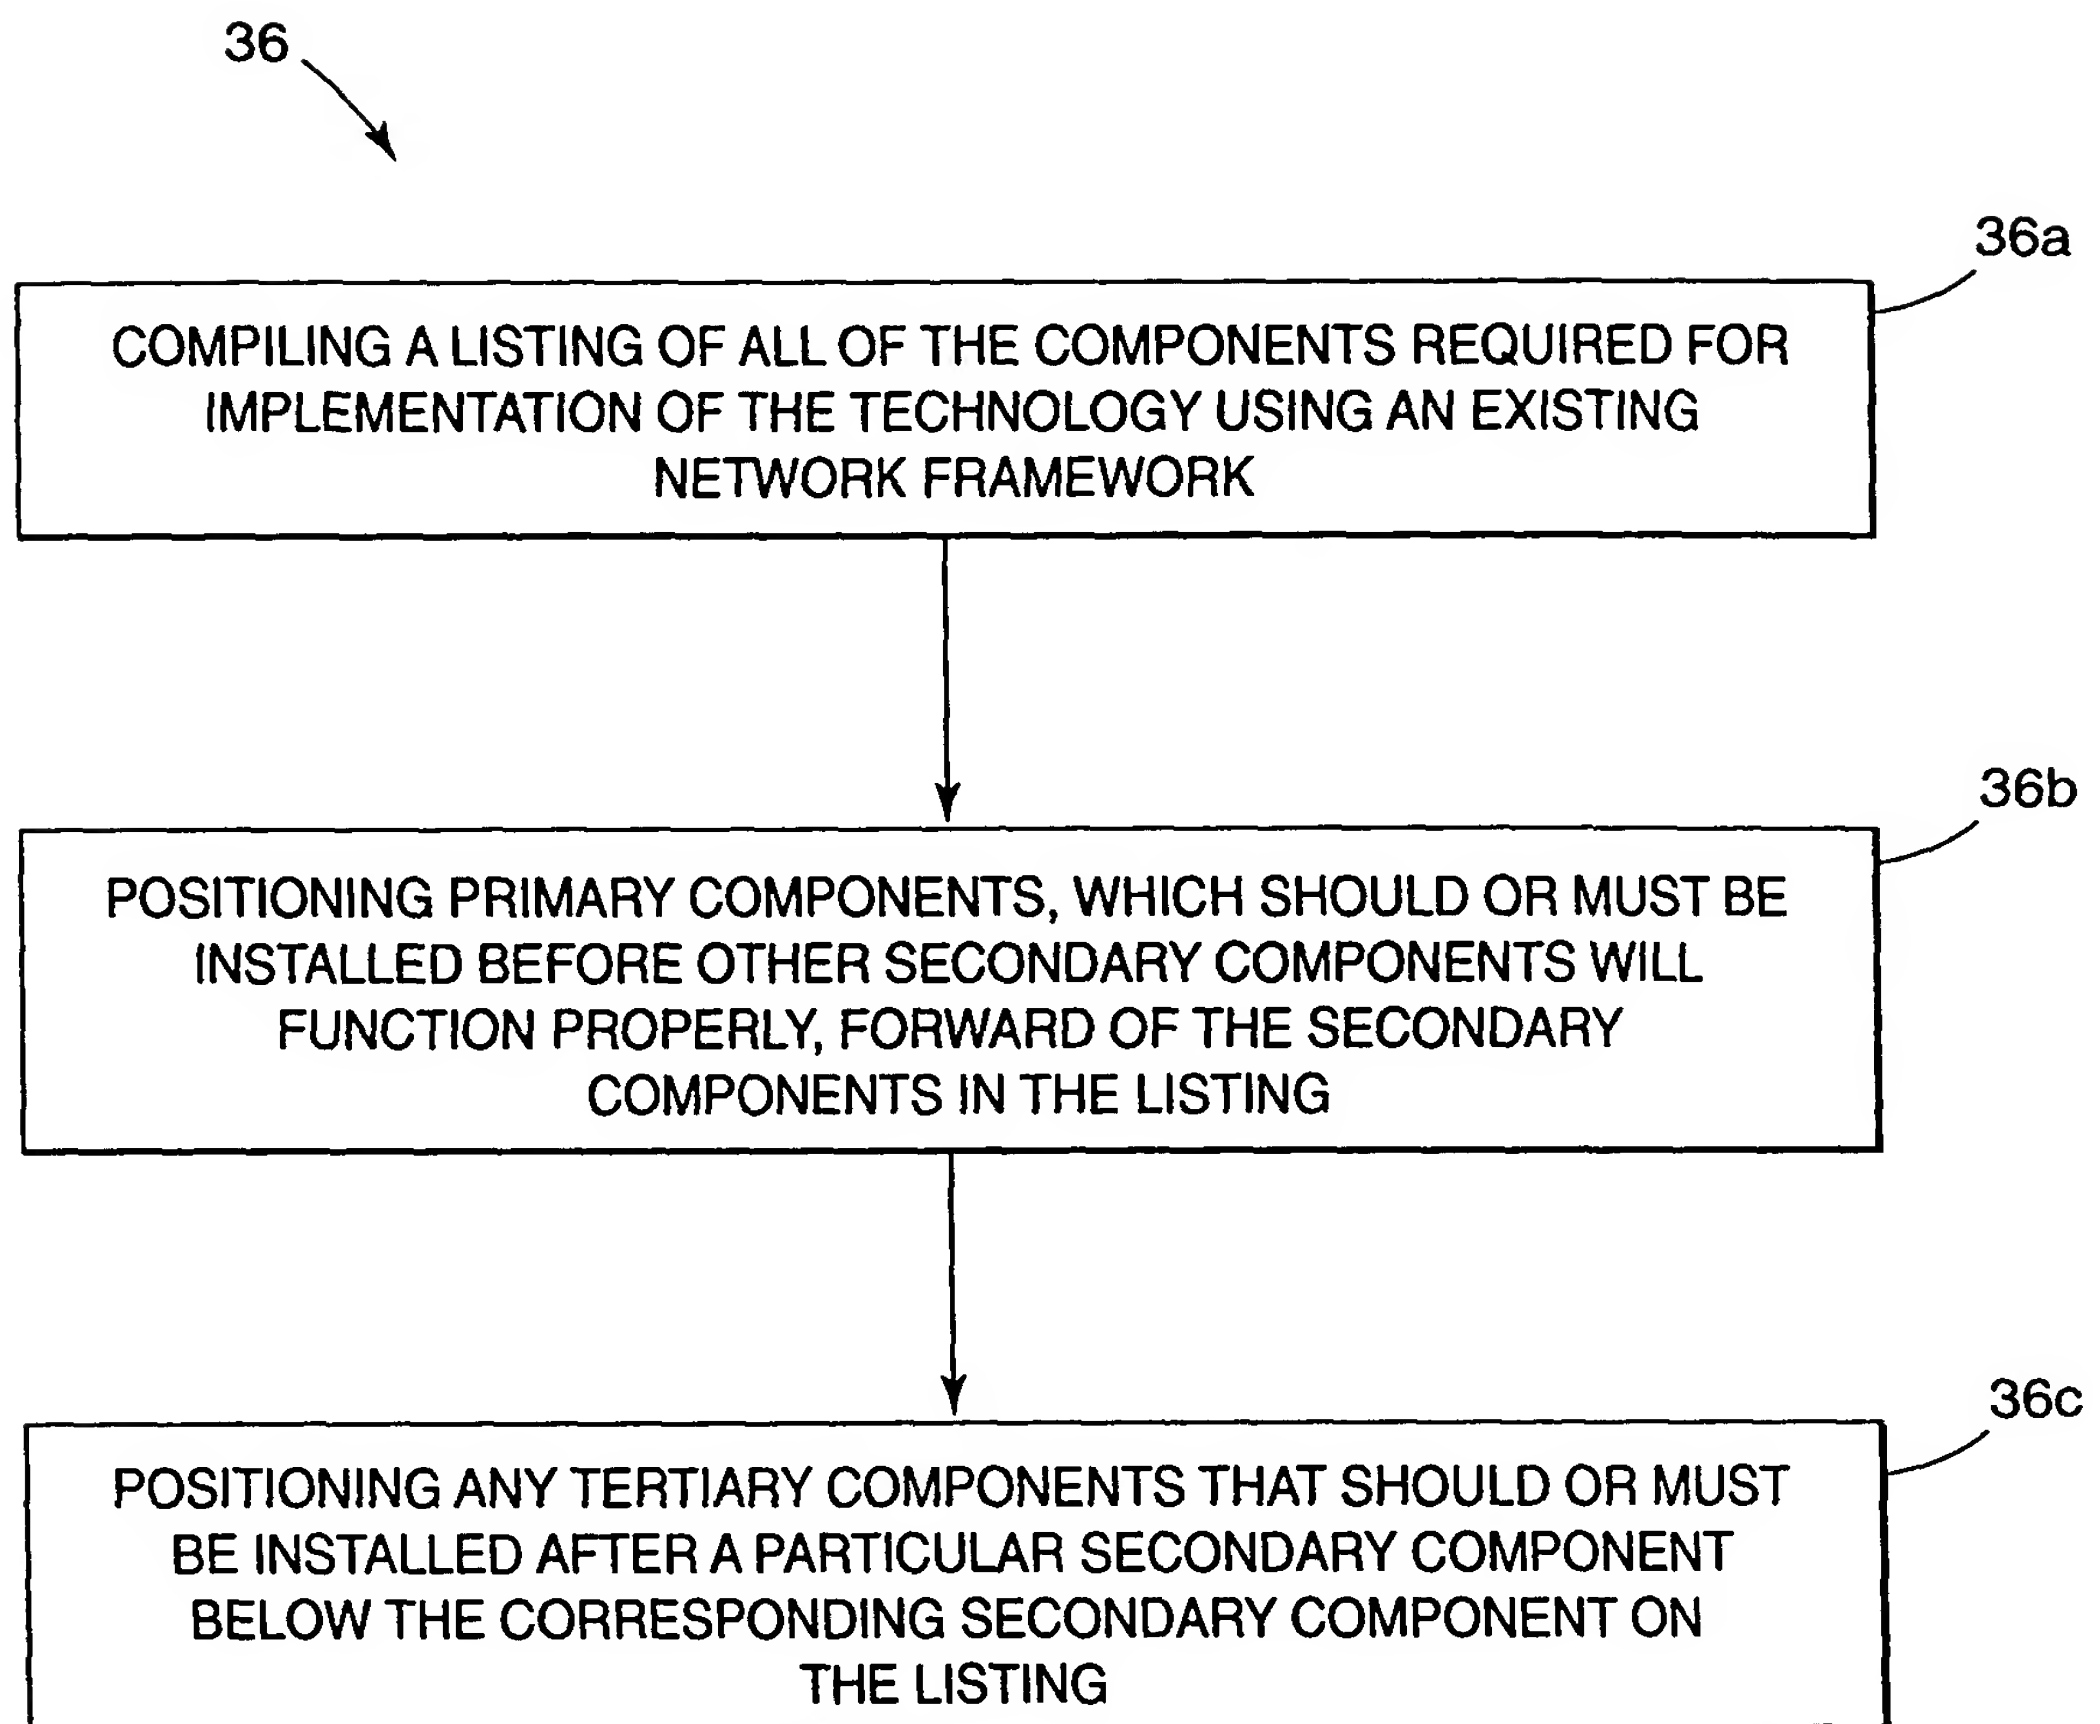 36
36a
COMPILING A LISTING OF ALL OF THE COMPONENTS REQUIRED FOR
IMPLEMENTATION OF THE TECHNOLOGY USING AN EXISTING
NETWORK FRAMEWORK
36b
POSITIONING PRIMARY COMPONENTS, WHICH SHOULD OR MUST BE
INSTALLED BEFORE OTHER SECONDARY COMPONENTS WILL
FUNCTION PROPERLY, FORWARD OF THE SECONDARY
COMPONENTS IN THE LISTING
36c
POSITIONING ANY TERTIARY COMPONENTS THAT SHOULD OR MUST
BE INSTALLED AFTER A PARTICULAR SECONDARY COMPONENT
BELOW THE CORRESPONDING SECONDARY COMPONENT ON
THE LISTING